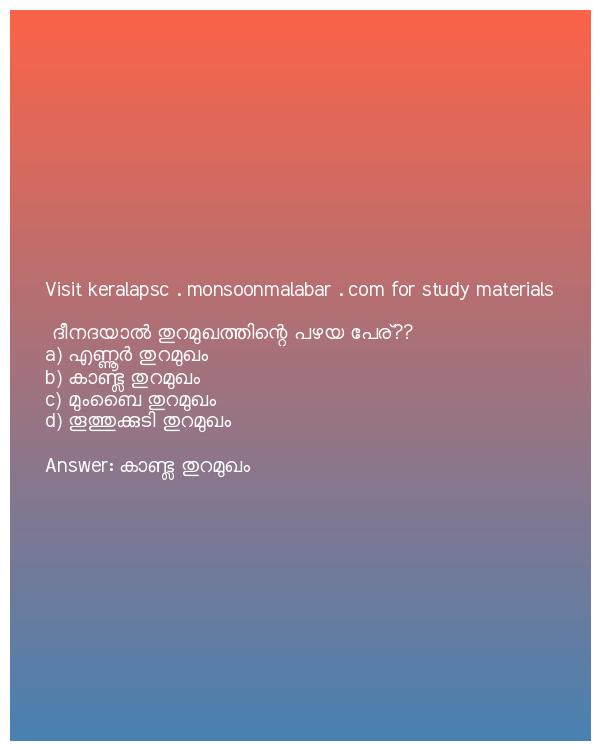 Visit keralapsc . monsoonmalabar . com for study materials
ദീനദയാൽ തുറമുഖത്തിന്റെ പഴയ പേര്??
a) എണ്ണൂർ തുറമുഖം
b) കാണ്ട്ല തുറമുഖം
c) മുംബൈ തുറമുഖം
d) തൂത്തുക്കുടി തുറമുഖം
Answer: കാണ്ട്ല തുറമുഖം